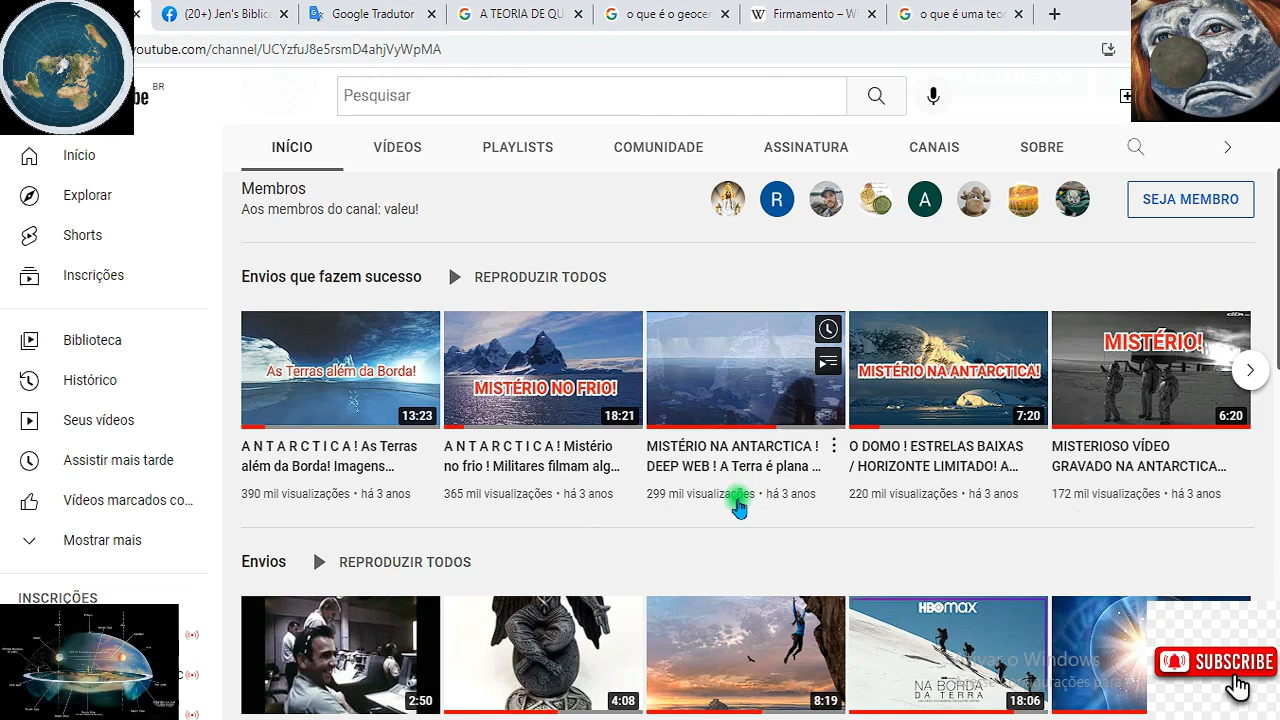 (20+) Jen's Biblica
Google Tradutor
A TEORIA DE QU
o que é o geocer
Firmamento – Wi
o que é uma teo
youtube.com/channel/UCYzfuJ8e5rsmD4ahjVyWpMA
BR
Pesquisar
INÍCIO
VÍDEOS
PLAYLISTS
COMUNIDADE
ASSINATURA
CANAIS
SOBRE
Início
Explorar
Shorts
Inscrições
Biblioteca
Histórico
Seus vídeos
Assistir mais tarde
Vídeos marcados co...
Mostrar mais
INSCRIÇÕES
Membros
Aos membros do canal: valeu!
R
A
SEJA MEMBRO
Envios que fazem sucesso
REPRODUZIR TODOS
As Terras além da Borda!
13:23
MISTÉRIO NO FRIO!
18:21
8:34
MISTÉRIO NA ANTARCTICA!
7:20
MISTÉRIO!
6:20
A N T A R C T I C A ! As Terras
além da Borda! Imagens...
390 mil visualizações • há 3 anos
A N T A R C T I C A ! Mistério
no frio ! Militares filmam alg...
365 mil visualizações • há 3 anos
MISTÉRIO NA ANTARCTICA !
DEEP WEB ! A Terra é plana ...
299 mil visualizações • há 3 anos
O DOMO ! ESTRELAS BAIXAS
/ HORIZONTE LIMITADO! A...
220 mil visualizações • há 3 anos
MISTERIOSO VÍDEO
GRAVADO NA ANTARCTICA...
172 mil visualizações • há 3 anos
Envios
REPRODUZIR TODOS
2:50
4:08
8:19
HBOMAX
NA BORDA
DA TERRA
18:06
Ativar o Windows
SUBSCRIBE